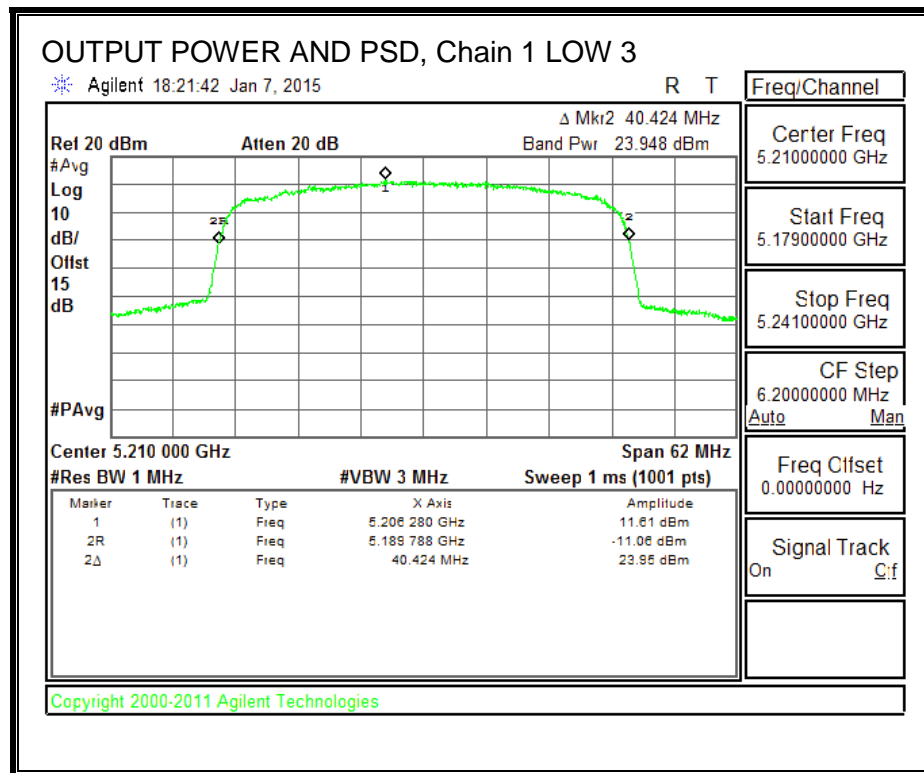 OUTPUT POWER AND PSD, Chain 1 LOW 3
Agilent 18:21:42 Jan 7, 2015 R T
Freq/Channel
Δ Mkr2 40.424 MHz
Ref 20 dBm Atten 20 dB Band Pwr 23.948 dBm
#Avg
Log
10
dB/
Offst
15
dB
#PAvg
1
2R
2
Center 5.210 000 GHz Span 62 MHz
#Res BW 1 MHz #VBW 3 MHz Sweep 1 ms (1001 pts)
Marker Trace Type X Axis Amplitude
1 (1) Freq 5.206 280 GHz 11.61 dBm
2R (1) Freq 5.189 788 GHz -11.06 dBm
2Δ (1) Freq 40.424 MHz 23.95 dBm
Center Freq
5.21000000 GHz
Start Freq
5.17900000 GHz
Stop Freq
5.24100000 GHz
CF Step
6.20000000 MHz
Auto Man
Freq Offset
0.00000000 Hz
Signal Track
On Off
Copyright 2000-2011 Agilent Technologies